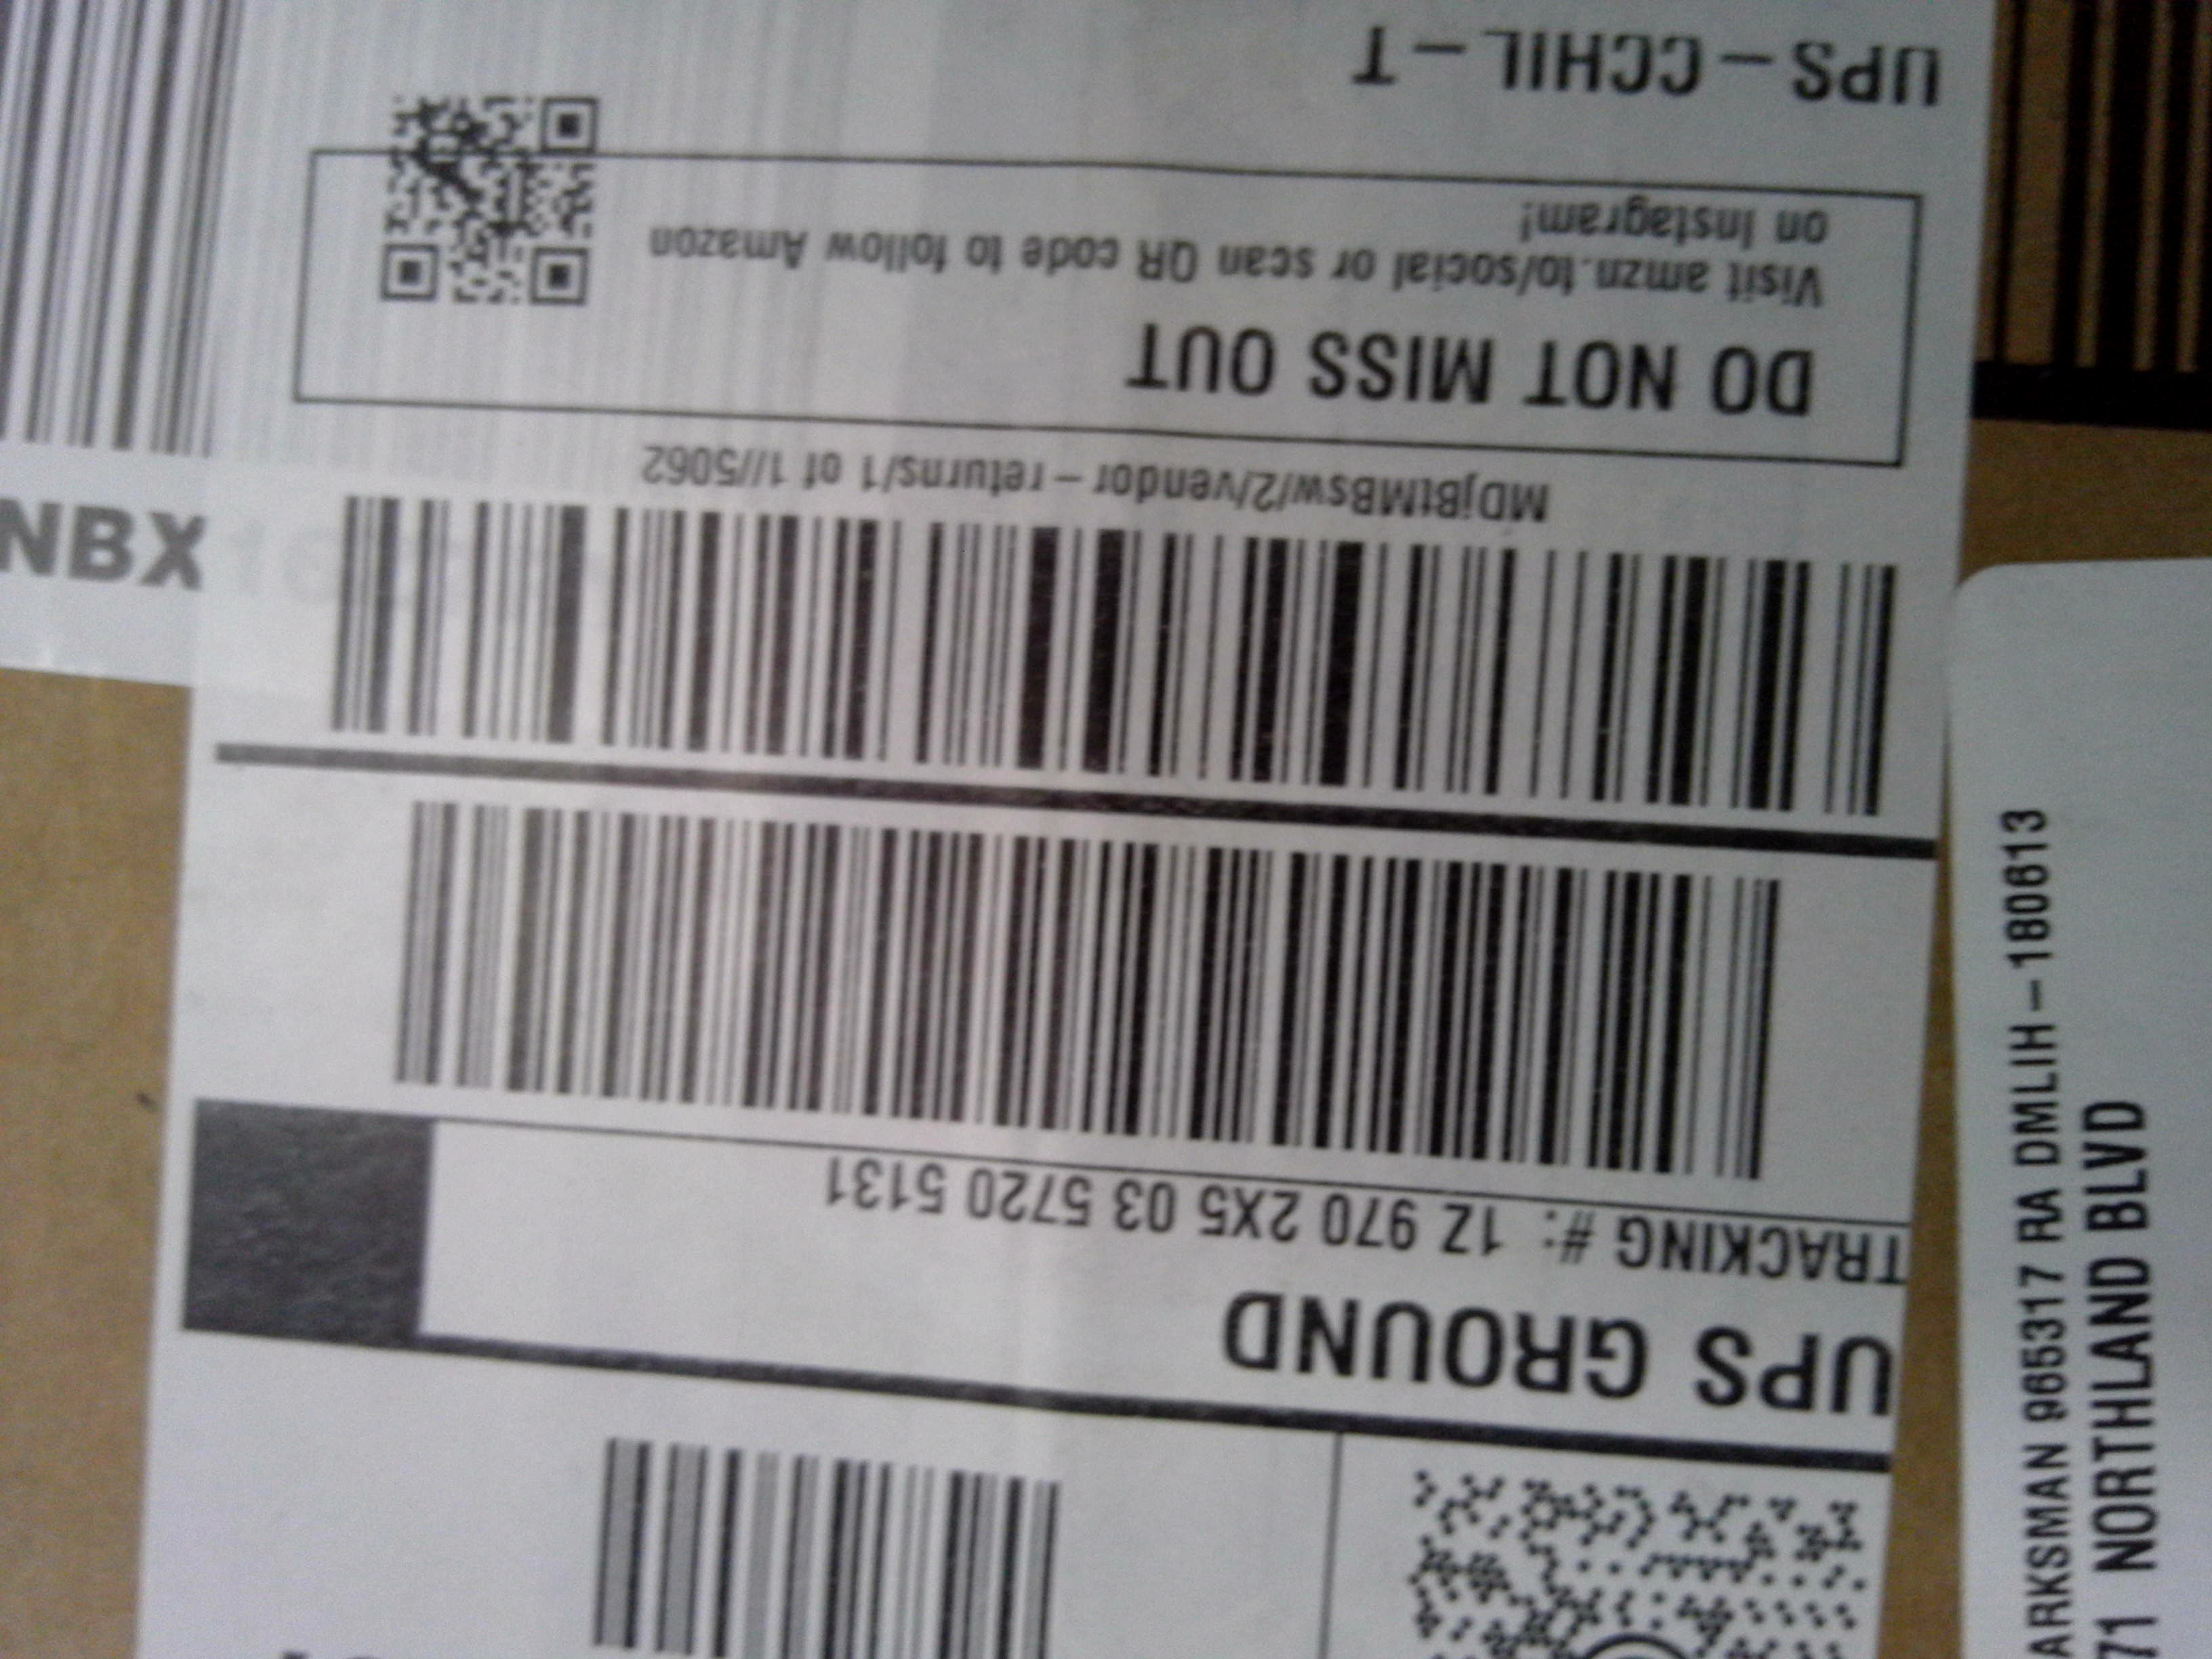 UPS GROUND
TRACKING #: 1Z 970 2X5 03 5720 5131
MDjBtMBsw/2/vendor-returns/1 of 1//5062
DO NOT MISS OUT
Visit amzn.to/social or scan QR code to follow Amazon
on Instagram!
UPS-CCHIL-T
NBX
ARKSMAN 965317 RA DMLIH-180613
71 NORTHLAND BLVD